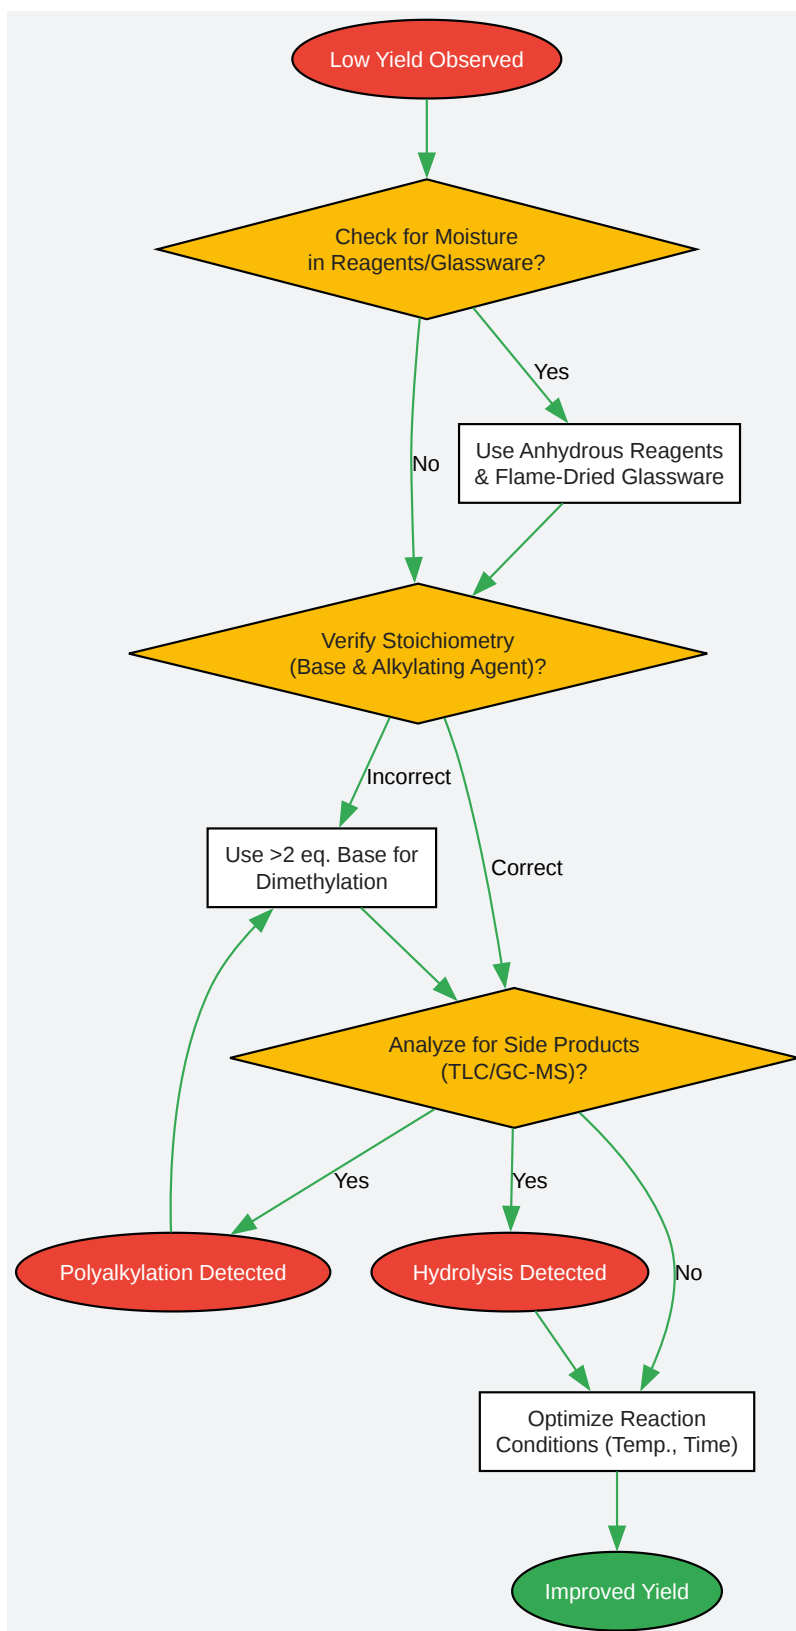 Low Yield Observed
Check for Moisture
in Reagents/Glassware?
Yes
Use Anhydrous Reagents
& Flame-Dried Glassware
No
Verify Stoichiometry
(Base & Alkylating Agent)?
Incorrect
Use >2 eq. Base for
Dimethylation
Correct
Analyze for Side Products
(TLC/GC-MS)?
Yes
Yes
Polyalkylation Detected
Hydrolysis Detected
No
Optimize Reaction
Conditions (Temp., Time)
Improved Yield